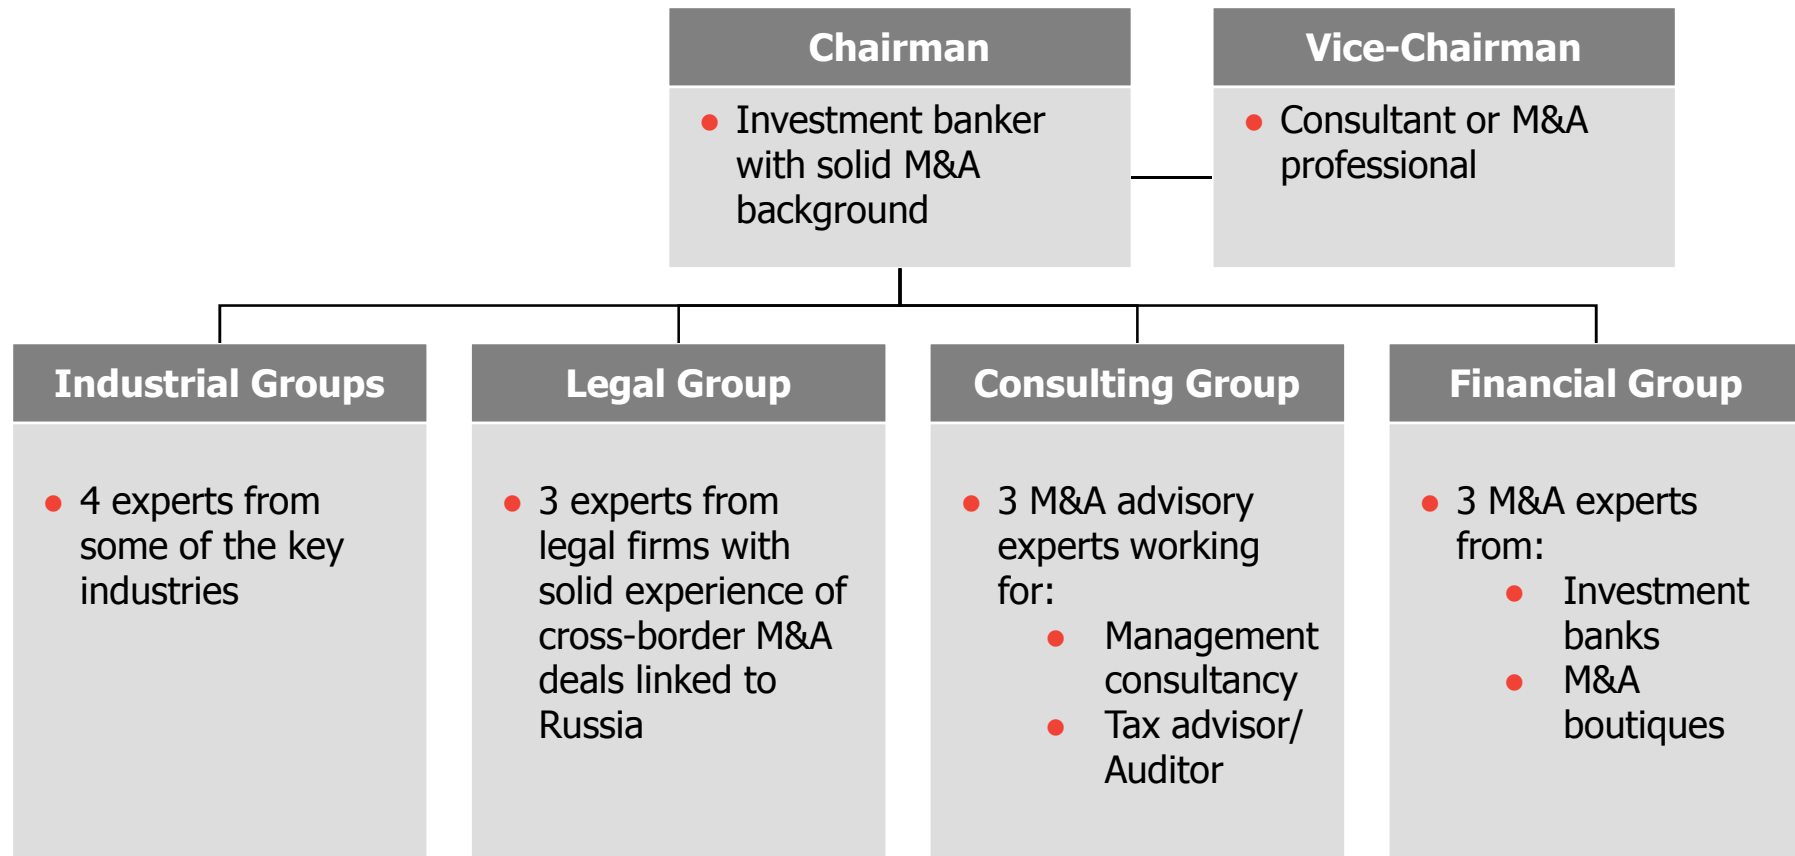 Chairman
Investment banker
with solid M&A
background
Vice-Chairman
Consultant or M&A
professional
Industrial Groups
4 experts from
some of the key
industries
Legal Group
3 experts from
legal firms with
solid experience of
cross-border M&A
deals linked to
Russia
Consulting Group
3 M&A advisory
experts working
for:
Management
consultancy
Tax advisor/
Auditor
Financial Group
3 M&A experts
from:
Investment
banks
M&A
boutiques